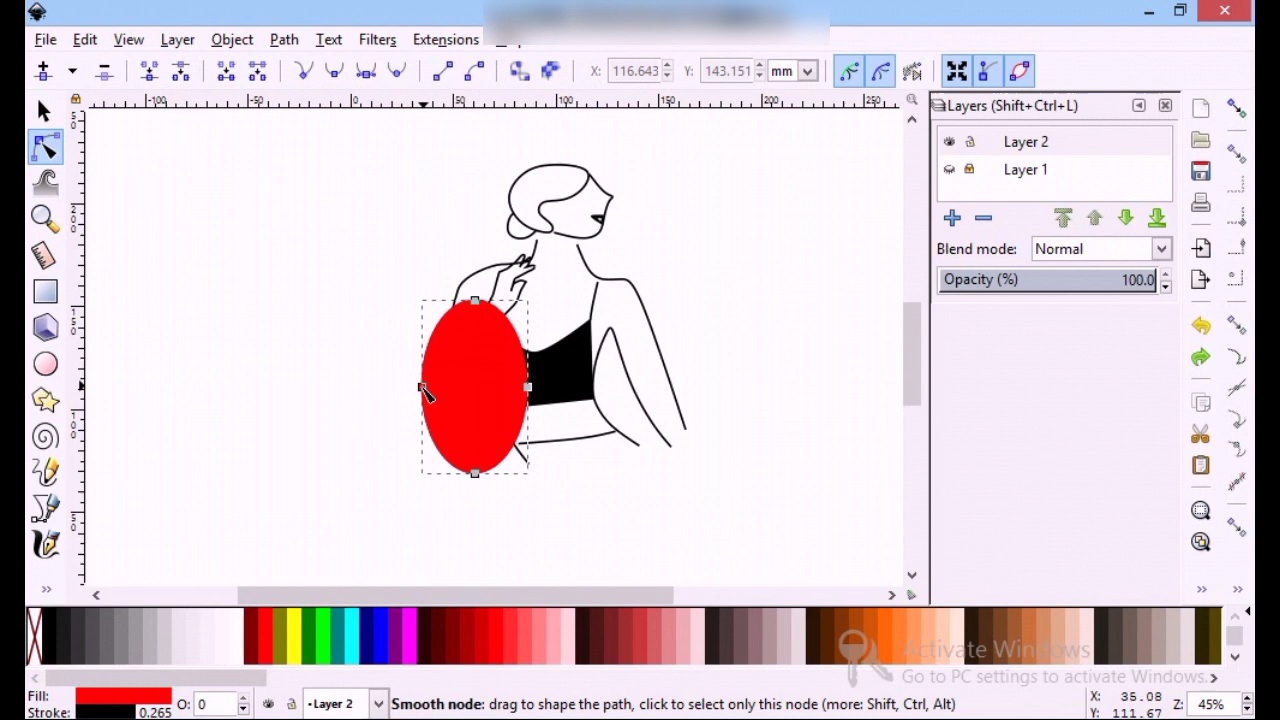 File Edit View Layer Object Path Text Filters Extensions
X: 116.643 Y: 143.151 mm
-100 -50 0 50 100 150 200 250
Layers (Shift+Ctrl+L)
Layer 2
Layer 1
Blend mode: Normal
Opacity (%) 100.0
Activate Windows
Go to PC settings to activate Windows.
Fill:
Stroke: 0.265
O: 0
Layer 2
Smooth node: drag to shape the path, click to select only this node (more: Shift, Ctrl, Alt)
X: 35.08
Y: 111.67
Z: 45%